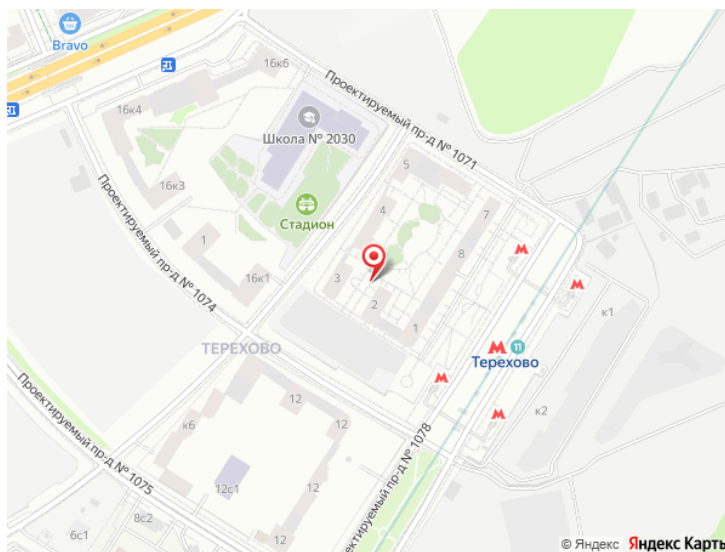 Bravo
16к6
16к4
Школа № 2030
Проектируемый пр-д № 1071
5
16к3
Стадион
4
7
1
8
16к1
3
Проектируемый пр-д № 1074
2
к1
1
ТЕРЕХОВО
11
Терехово
12
12
к2
к6
12
Проектируемый пр-д № 1075
12с1
12
Проектируемый пр-д № 1078
8с2
6с1
12
© Яндекс Яндекс Карты